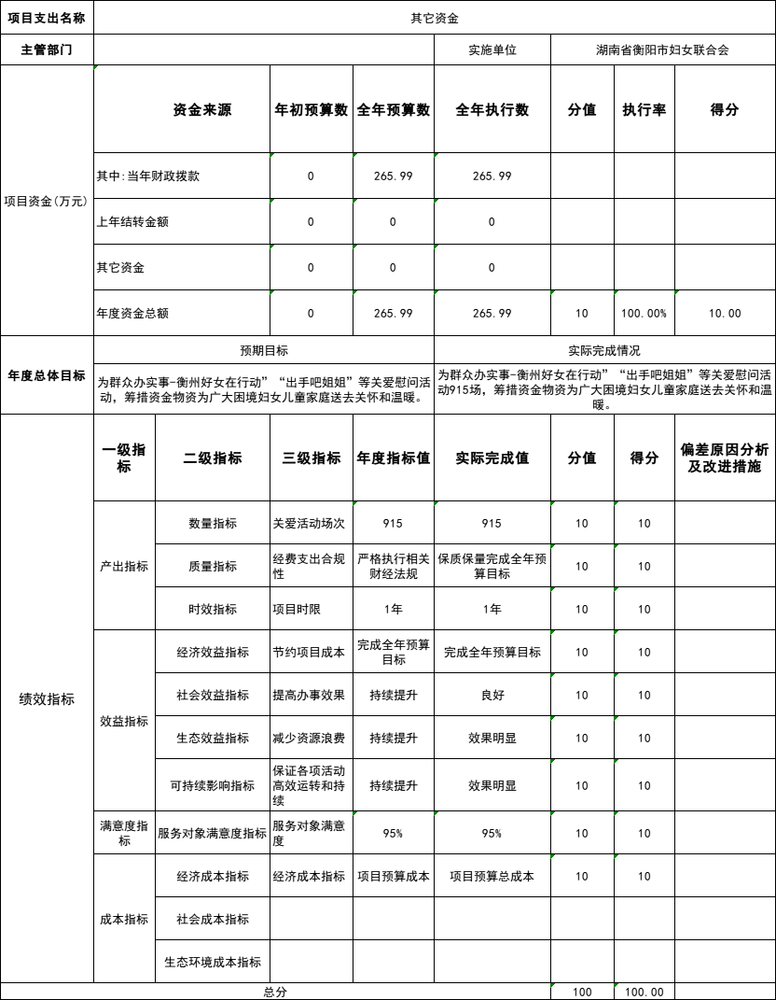 项目支出名称 其它资金
主管部门 实施单位 湖南省衡阳市妇女联合会
项目资金(万元) 资金来源 年初预算数 全年预算数 全年执行数 分值 执行率 得分
其中:当年财政拨款 0 265.99 265.99
上年结转金额 0 0 0
其它资金 0 0 0
年度资金总额 0 265.99 265.99 10 100.00% 10.00
年度总体目标 预期目标 实际完成情况
为群众办实事-衡州好女在行动”“出手吧姐姐”等关爱慰问活
动，筹措资金物资为广大困境妇女儿童家庭送去关怀和温暖。
为群众办实事-衡州好女在行动”“出手吧姐姐”等关爱慰问活
动915场，筹措资金物资为广大困境妇女儿童家庭送去关怀和温
暖。
绩效指标
一级指
标
二级指标 三级指标 年度指标值 实际完成值 分值 得分
偏差原因分析
及改进措施
产出指标
数量指标 关爱活动场次 915 915 10 10
质量指标
经费支出合规
性
严格执行相关
财经法规
保质保量完成全年预
算目标
10 10
时效指标 项目时限 1年 1年 10 10
效益指标
经济效益指标 节约项目成本
完成全年预算
目标
完成全年预算目标 10 10
社会效益指标 提高办事效果 持续提升 良好 10 10
生态效益指标 减少资源浪费 持续提升 效果明显 10 10
可持续影响指标
保证各项活动
高效运转和持
续
持续提升 效果明显 10 10
满意度指
标
服务对象满意度指标
服务对象满意
度
95% 95% 10 10
成本指标
经济成本指标 经济成本指标 项目预算成本 项目预算总成本 10 10
社会成本指标
生态环境成本指标
总分 100 100.00